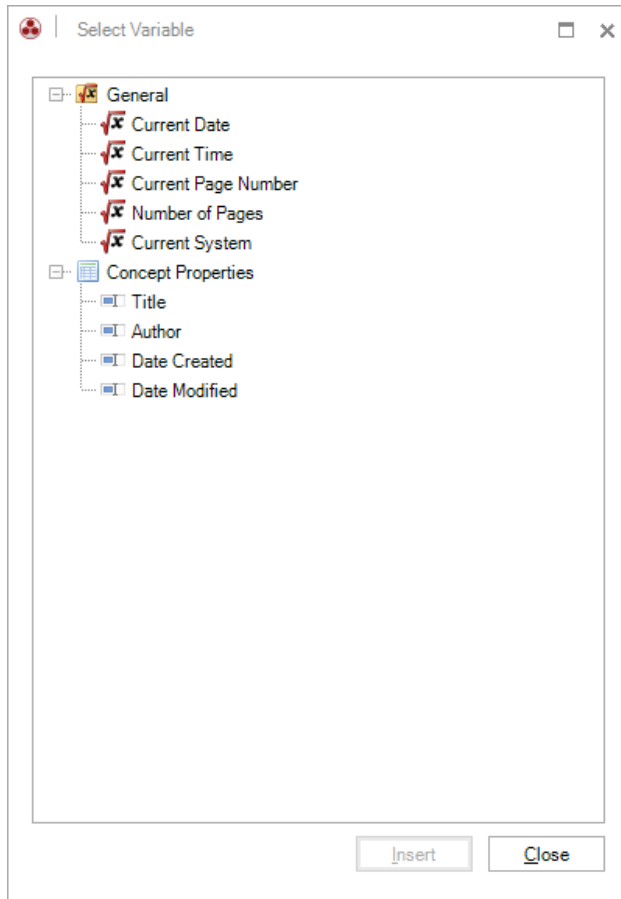 Select Variable
General
Current Date
Current Time
Current Page Number
Number of Pages
Current System
Concept Properties
Title
Author
Date Created
Date Modified
Insert Close